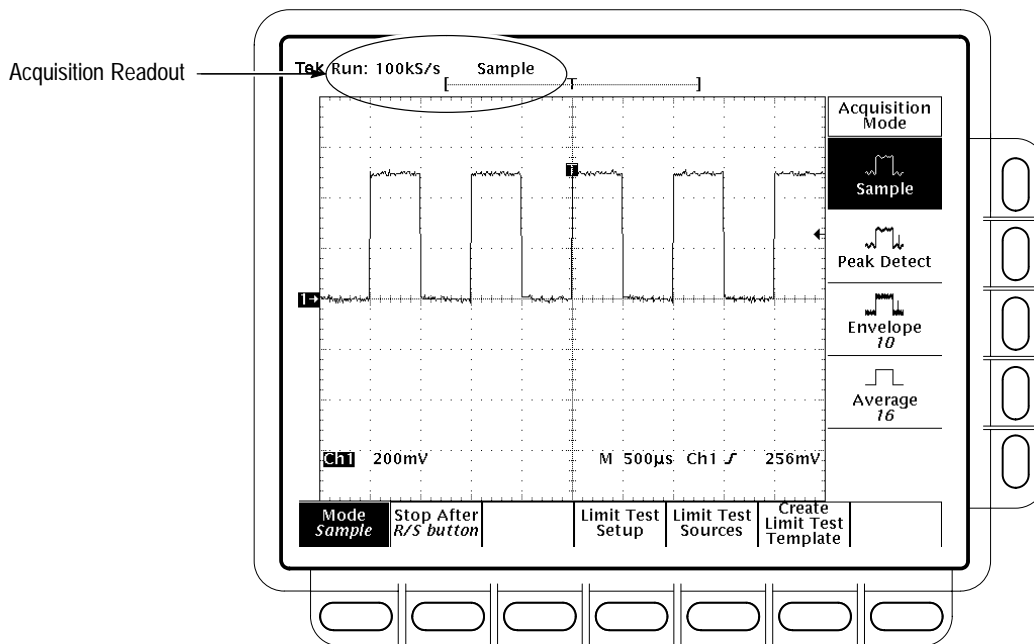 Acquisition Readout
Tek Run: 100kS/s Sample
[ T ]
Acquisition
Mode
Sample
Peak Detect
Envelope
10
Average
16
T
1→
Ch1 200mV M 500µs Ch1 ƒ 256mV
Mode
Sample
Stop After
R/S button
Limit Test
Setup
Limit Test
Sources
Create
Limit Test
Template